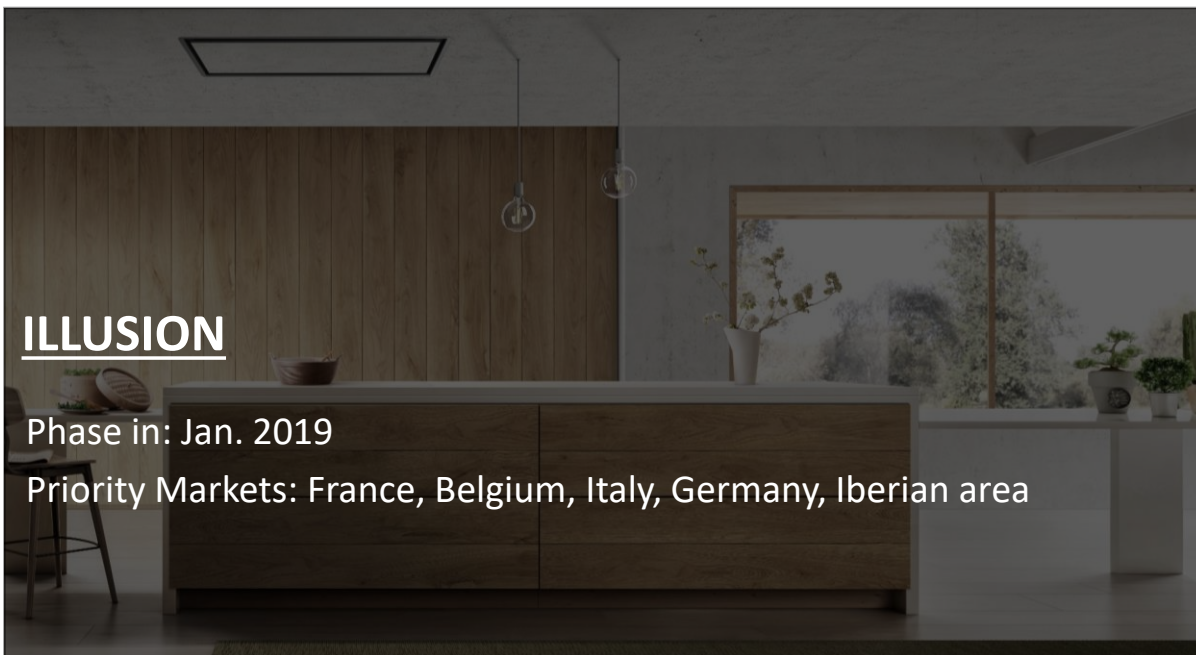 ILLUSION
Phase in: Jan. 2019
Priority Markets: France, Belgium, Italy, Germany, Iberian area